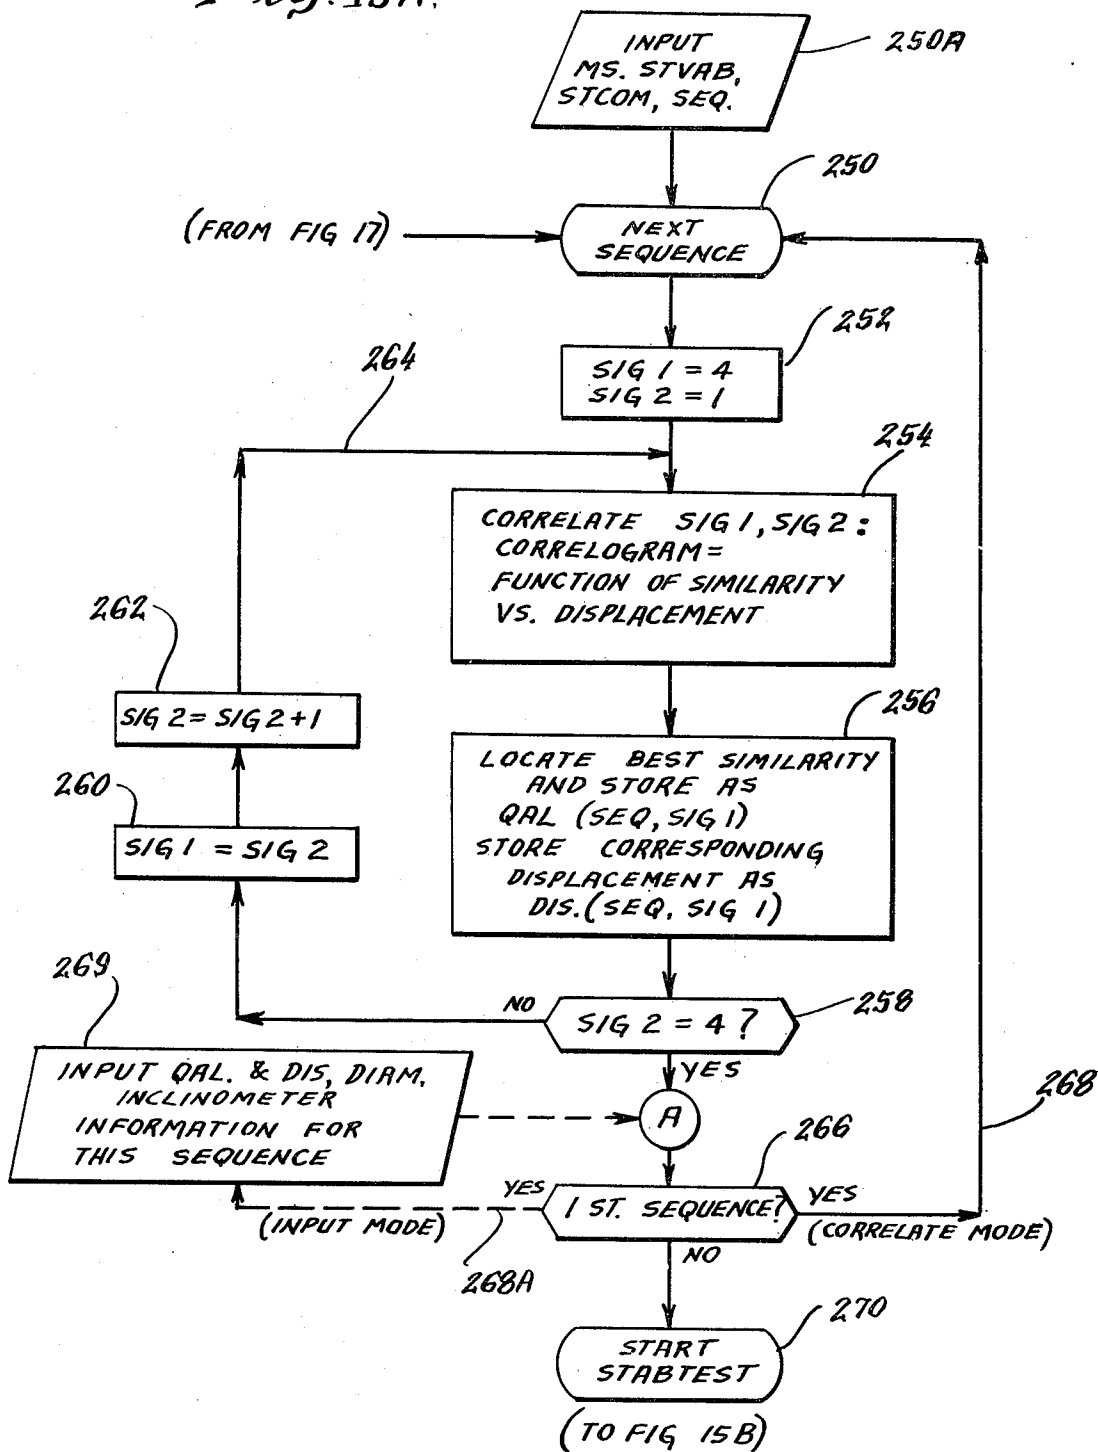 Fig. 15A.
INPUT
MS. STVAB,
STCOM, SEQ.
250A
250
(FROM FIG 17)
NEXT
SEQUENCE
252
264
SIG 1 = 4
SIG 2 = 1
254
CORRELATE SIG 1, SIG 2 :
CORRELOGRAM =
FUNCTION OF SIMILARITY
VS. DISPLACEMENT
262
SIG 2 = SIG 2 + 1
256
LOCATE BEST SIMILARITY
AND STORE AS
QAL (SEQ, SIG 1)
STORE CORRESPONDING
DISPLACEMENT AS
DIS. (SEQ, SIG 1)
260
SIG 1 = SIG 2
269
NO
SIG 2 = 4 ?
258
YES
INPUT QAL. & DIS, DIAM,
INCLINOMETER
INFORMATION FOR
THIS SEQUENCE
A
268
266
YES
1 ST. SEQUENCE?
YES
(INPUT MODE)
(CORRELATE MODE)
NO
268A
270
START
STABTEST
(TO FIG 15B)